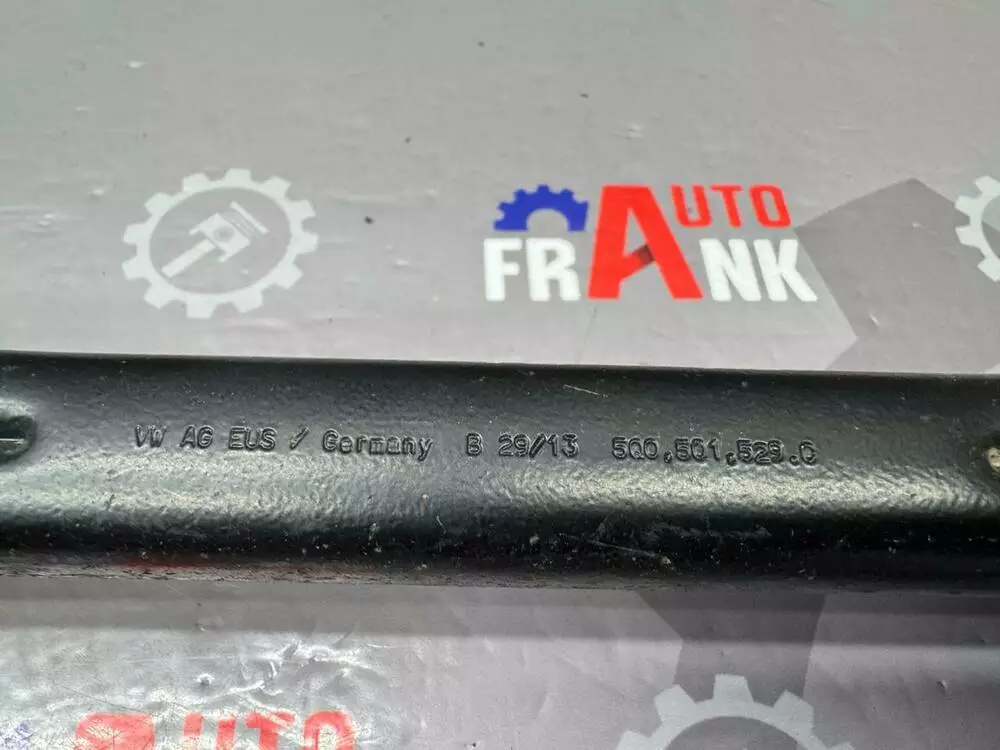 AUTO
FRANK
VW AG EUS / Germany B 29/13 5Q0.501.529.C
AUTO